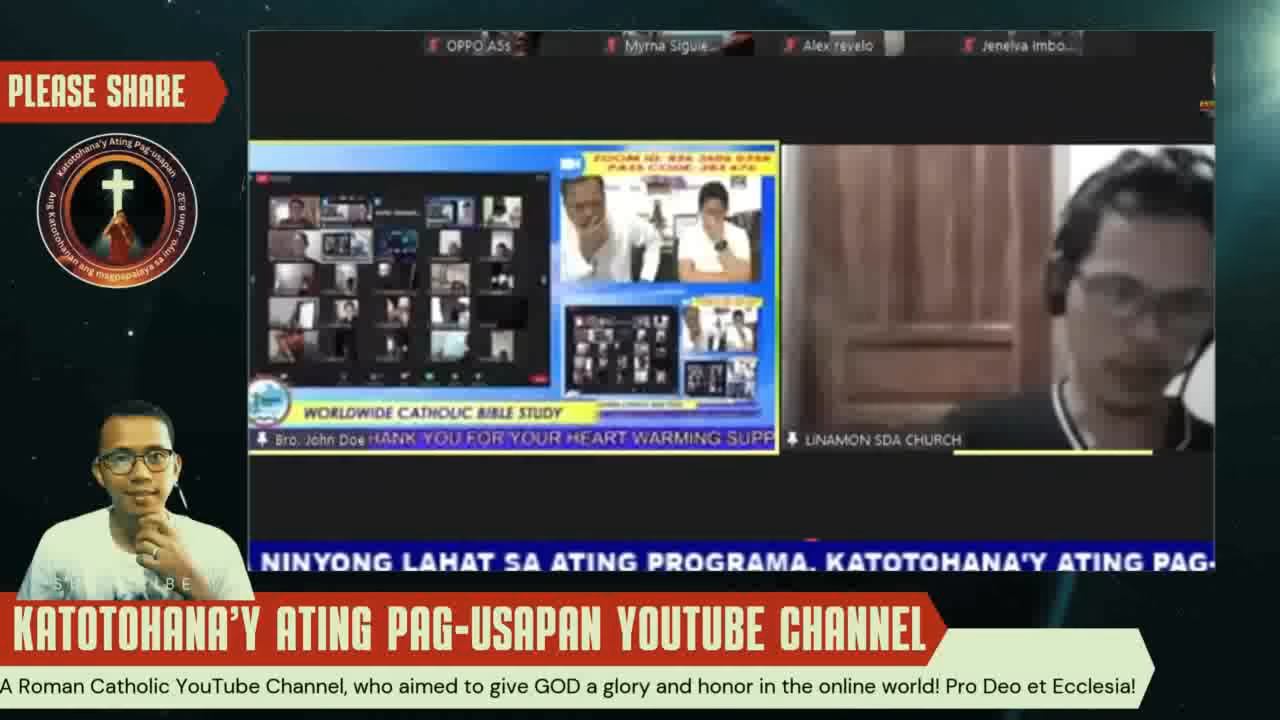 OPPO A5s
Myrna Siguie...
Alex revelo
Jenelva Imbo...
PLEASE SHARE
Katotohana'y Ating Pag-usapan
Ang Katotohanan ang magpapalaya sa inyo. Juan 8:32
WORLDWIDE CATHOLIC BIBLE STUDY
Bro. John Doe
HANK YOU FOR YOUR HEART WARMING SUPP
LINAMON SDA CHURCH
NINYONG LAHAT SA ATING PROGRAMA, KATOTOHANA'Y ATING PAG-
KATOTOHANA'Y ATING PAG-USAPAN YOUTUBE CHANNEL
A Roman Catholic YouTube Channel, who aimed to give GOD a glory and honor in the online world! Pro Deo et Ecclesia!